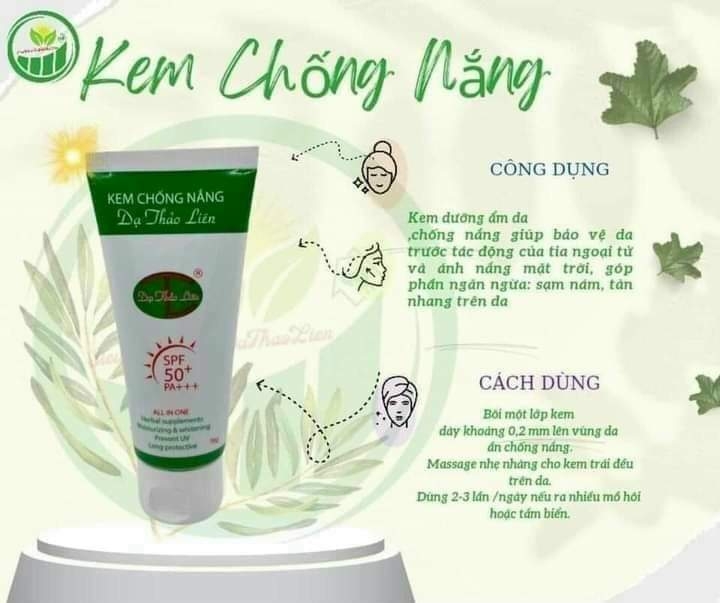 Kem Chống Nắng
KEM CHỐNG NẮNG
Dạ Thảo Liên
®
Dạ Thảo Liên
SPF
50+
PA+++
ALL IN ONE
Herbal supplements
Moisturizing & whitening
Prevent UV
Long protective
CÔNG DỤNG
Kem dưỡng ẩm da
,chống nắng giúp bảo vệ da
trước tác động của tia ngoại tử
và ánh nắng mặt trời, góp
phần ngăn ngừa: sạm nám, tàn
nhang trên da
CÁCH DÙNG
Bôi một lớp kem
dày khoảng 0,2 mm lên vùng da
ần chống nắng.
Massage nhẹ nhàng cho kem trải đều
trên da.
Dùng 2-3 lần /ngày nếu ra nhiều mồ hôi
hoặc tắm biển.